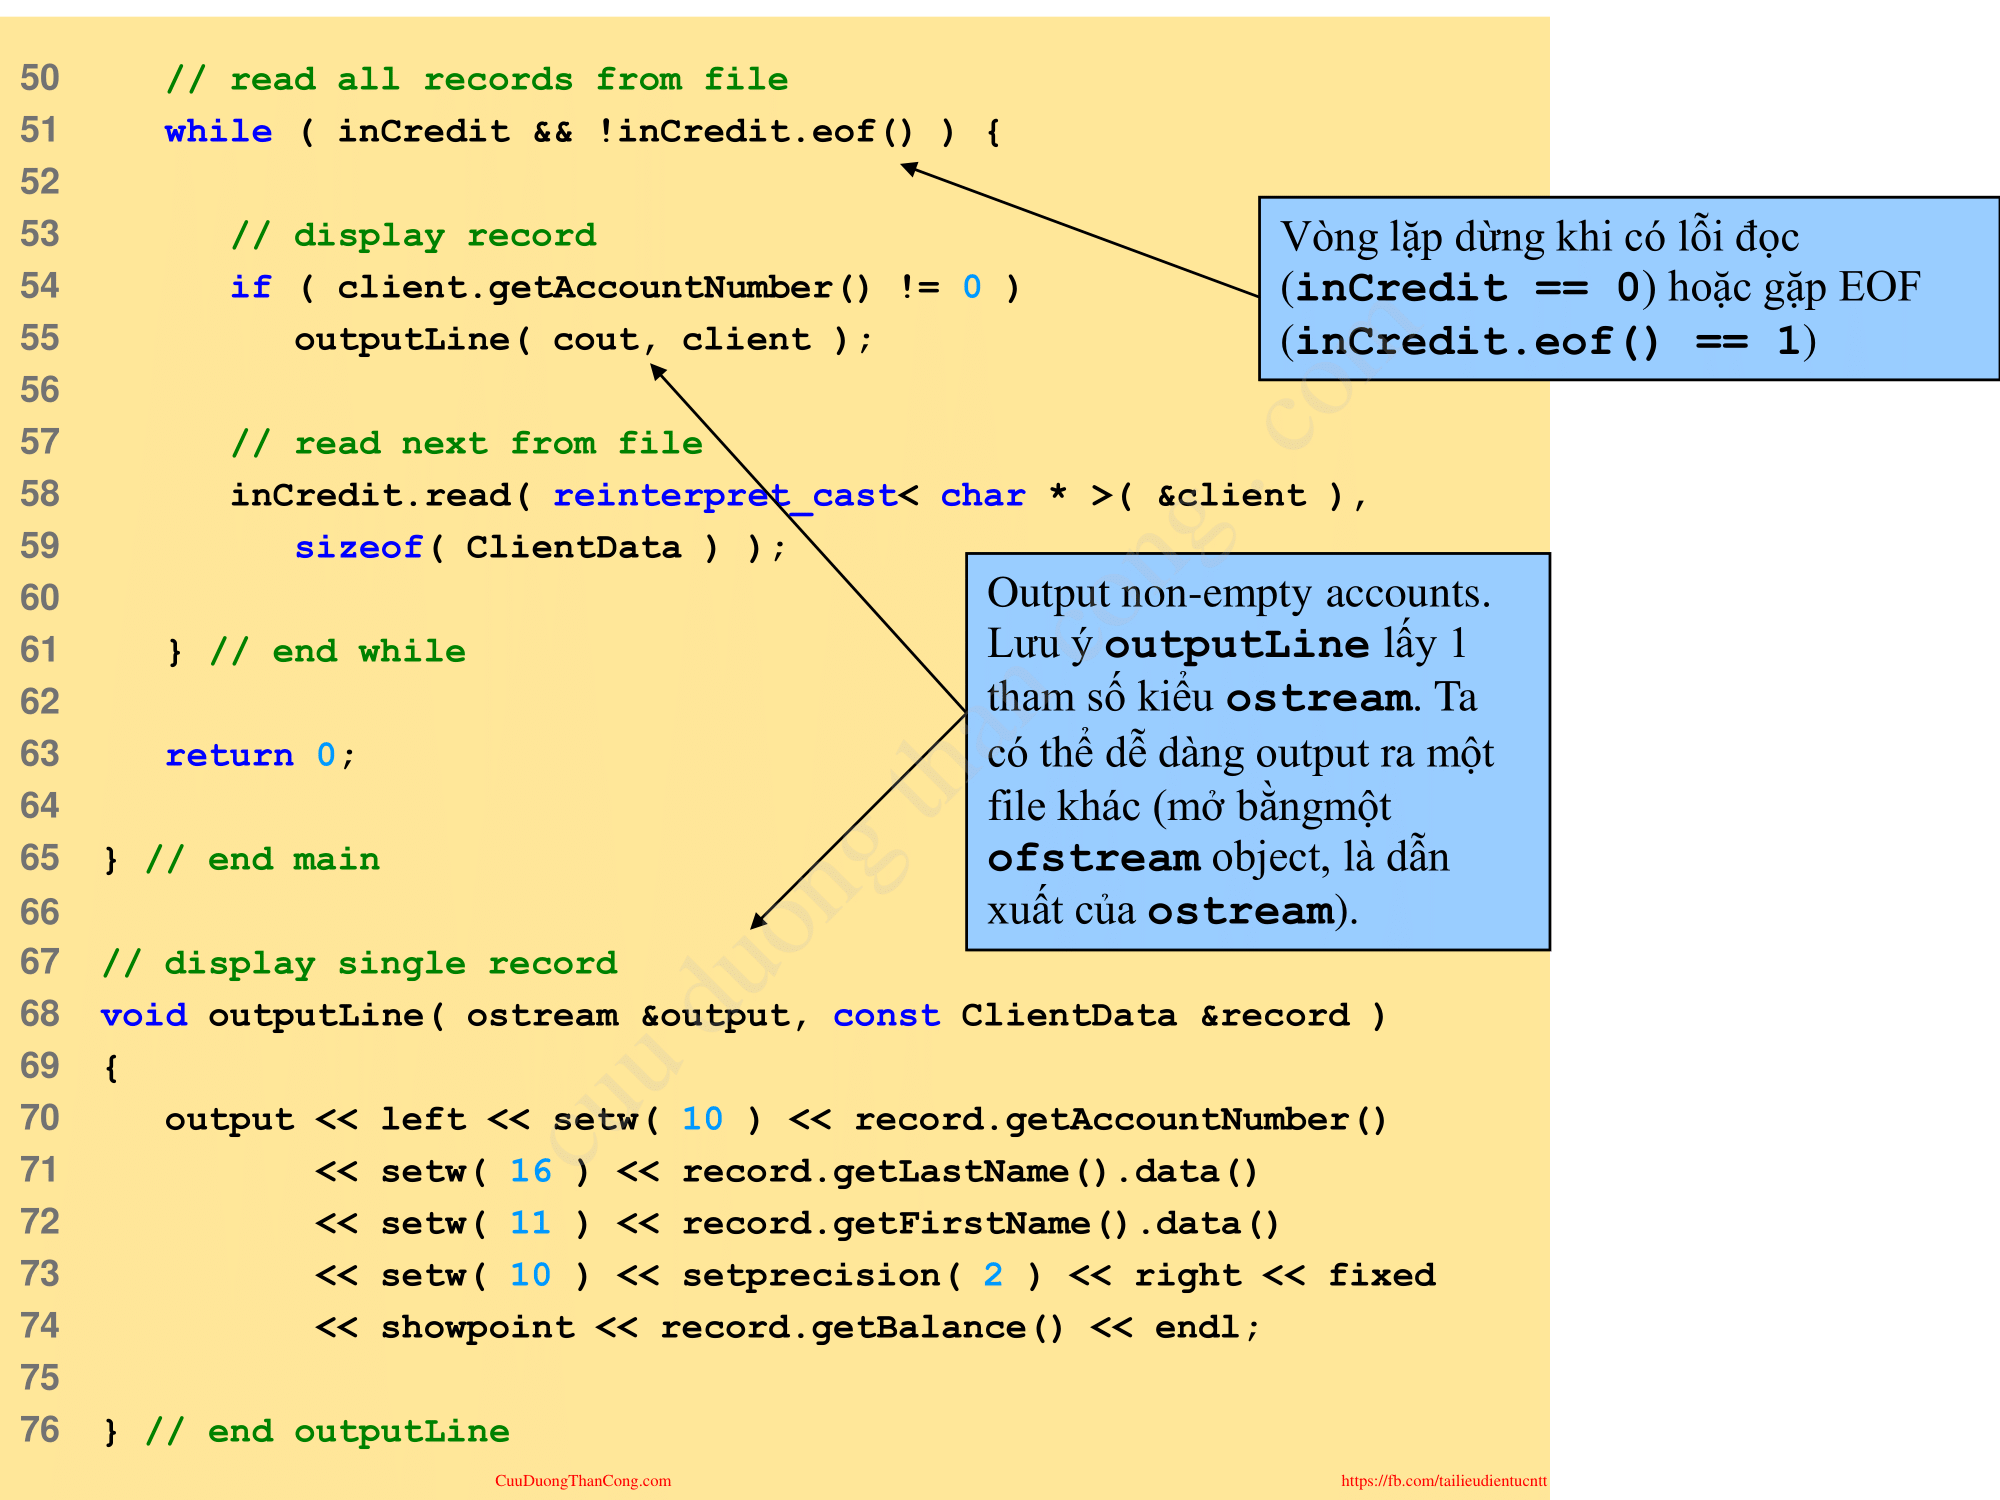 50 // read all records from file
51 while ( inCredit && !inCredit.eof() ) {
52
53 // display record
54 if ( client.getAccountNumber() != 0 )
55 outputLine( cout, client );
56
57 // read next from file
58 inCredit.read( reinterpret_cast< char * >( &client ),
59 sizeof( ClientData ) );
60
61 } // end while
62
63 return 0;
64
65 } // end main
66
67 // display single record
68 void outputLine( ostream &output, const ClientData &record )
69 {
70 output << left << setw( 10 ) << record.getAccountNumber()
71 << setw( 16 ) << record.getLastName().data()
72 << setw( 11 ) << record.getFirstName().data()
73 << setw( 10 ) << setprecision( 2 ) << right << fixed
74 << showpoint << record.getBalance() << endl;
75
76 } // end outputLine
Vòng lặp dừng khi có lỗi đọc
(inCredit == 0) hoặc gặp EOF
(inCredit.eof() == 1)
Output non-empty accounts.
Lưu ý outputLine lấy 1
tham số kiểu ostream. Ta
có thể dễ dàng output ra một
file khác (mở bằngmột
ofstream object, là dẫn
xuất của ostream).
cuu duong than cong . com
CuuDuongThanCong.com
https://fb.com/tailieudientucntt